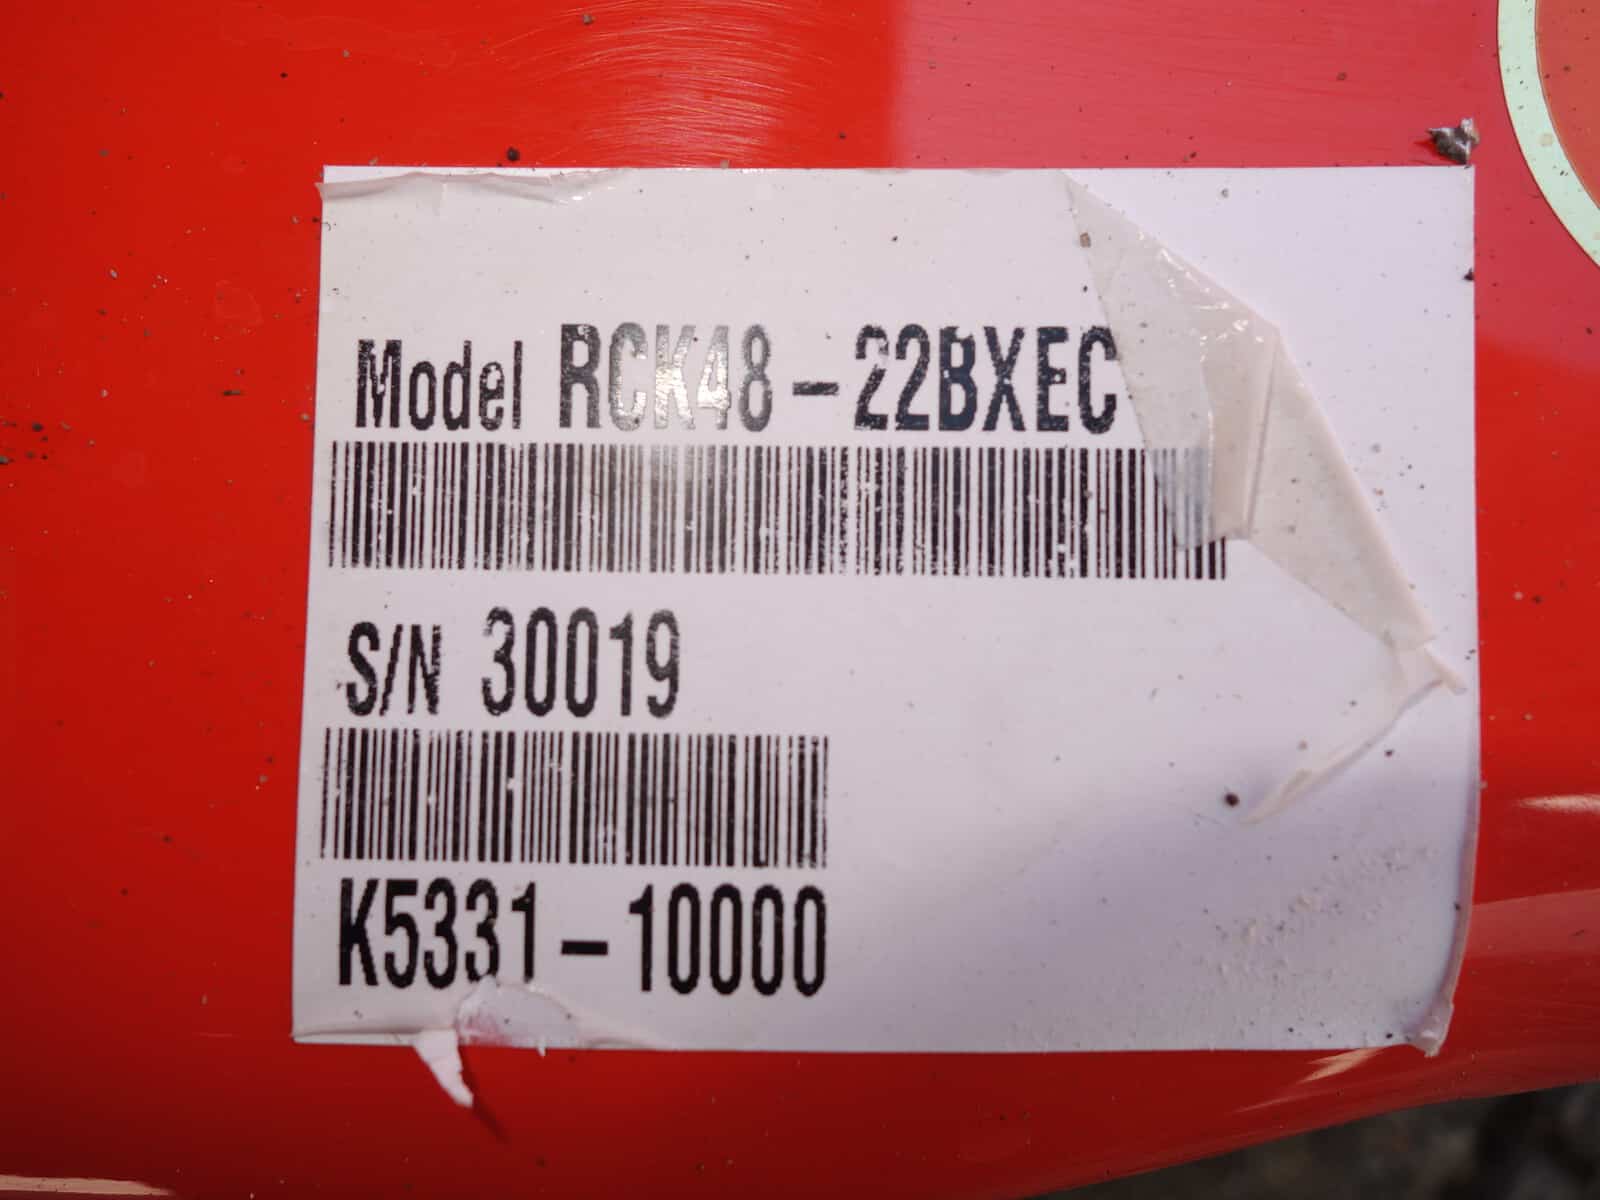 Model RCK48-22BXEC
S/N 30019
K5331-10000